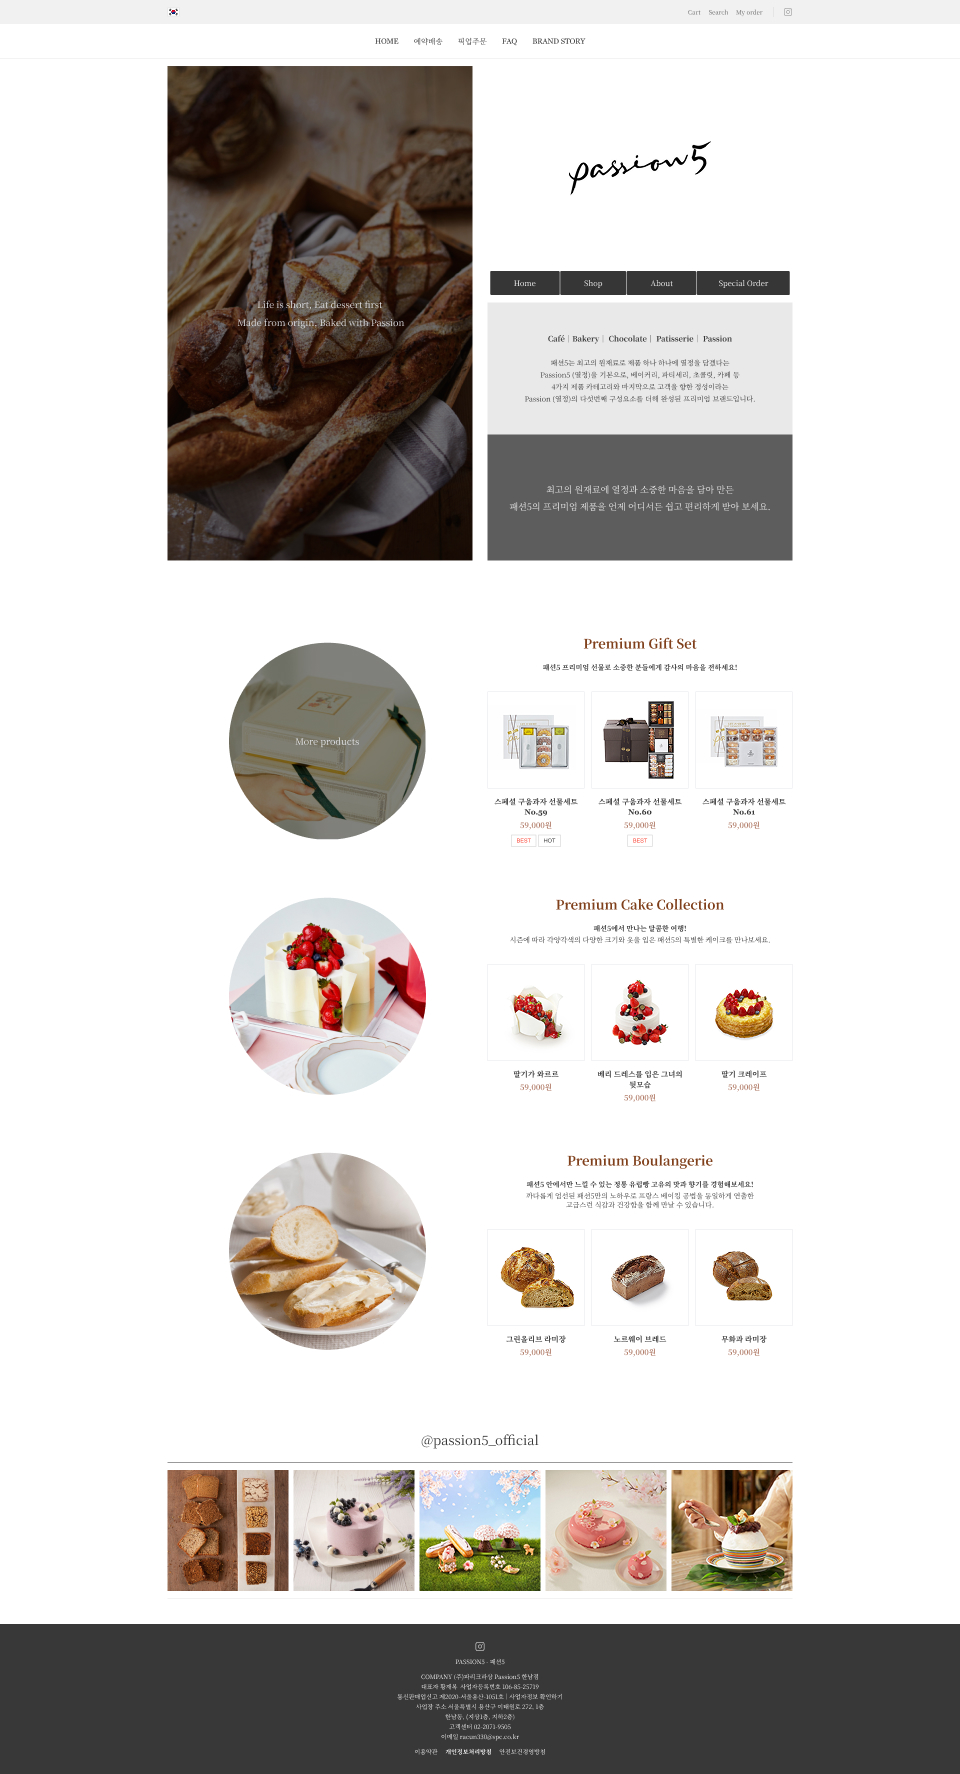 Cart Search My order
HOME 예약배송 픽업주문 FAQ BRAND STORY
Life is short, Eat dessert first
Made from origin, Baked with Passion
passion5
Home Shop About Special Order
Café | Bakery | Chocolate | Patisserie | Passion
패션5는 최고의 원재료로 제품 하나 하나에 열정을 담겠다는
Passion5 (열정)을 기본으로, 베이커리, 파티세리, 초콜릿, 카페 등
4가지 제품 카테고리와 마지막으로 고객을 향한 정성이라는
Passion (열정)의 다섯번째 구성요소를 더해 완성된 프리미엄 브랜드입니다.
최고의 원재료에 열정과 소중한 마음을 담아 만든
패션5의 프리미엄 제품을 언제 어디서든 쉽고 편리하게 받아 보세요.
Premium Gift Set
패션5 프리미엄 선물로 소중한 분들에게 감사의 마음을 전하세요!
More products
스페셜 구움과자 선물세트 No.59
59,000원
BEST HOT
스페셜 구움과자 선물세트 No.60
59,000원
BEST
스페셜 구움과자 선물세트 No.61
59,000원
Premium Cake Collection
패션5에서 만나는 달콤한 여행!
시즌에 따라 각양각색의 다양한 크기와 옷을 입은 패션5의 특별한 케이크를 만나보세요.
딸기가 와르르
59,000원
베리 드레스를 입은 그녀의
뒷모습
59,000원
딸기 크레이프
59,000원
Premium Boulangerie
패션5 안에서만 느낄 수 있는 정통 유럽빵 고유의 맛과 향기를 경험해보세요!
까다롭게 엄선된 패션5만의 노하우로 프랑스 베이킹 공법을 동일하게 연출한
고급스런 식감과 건강함을 함께 만날 수 있습니다.
그린올리브 라미장
59,000원
노르웨이 브레드
59,000원
무화과 라미장
59,000원
@passion5_official
PASSION5 - 패션5
COMPANY (주)파리크라상 Passion5 한남점
대표자 황재복 사업자등록번호 106-85-25719
통신판매업신고 제2020-서울용산-1051호 | 사업자정보 확인하기
사업장 주소 서울특별시 용산구 이태원로 272, 1층
한남동, (지상1층, 지하2층)
고객센터 02-2071-9505
이메일 racun330@spc.co.kr
이용약관 개인정보처리방침 안전보건경영방침